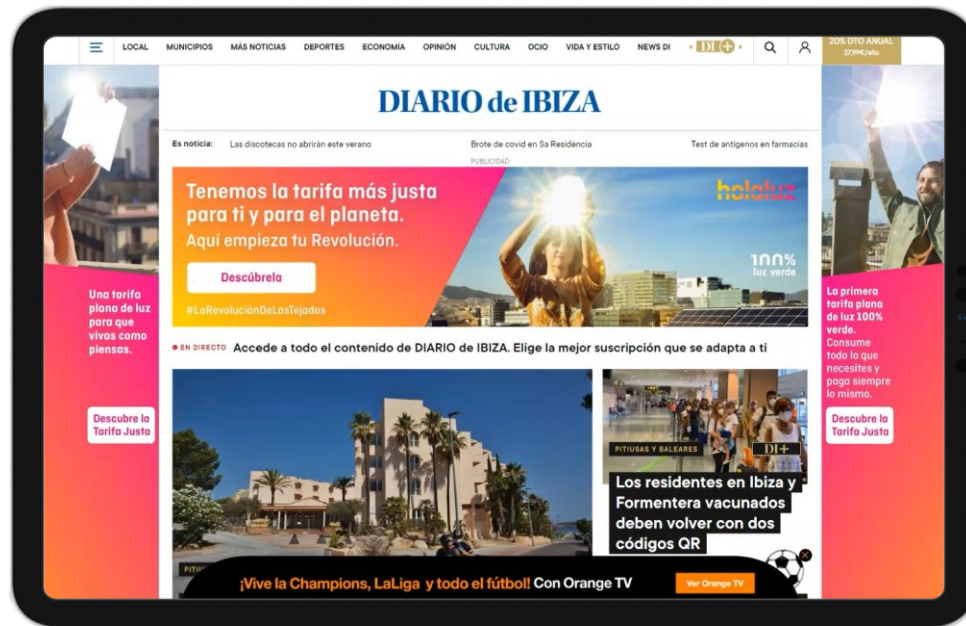 LOCAL MUNICIPIOS MÁS NOTICIAS DEPORTES ECONOMÍA OPINIÓN CULTURA OCIO VIDA Y ESTILO NEWS DI DI+
20% DTO ANUAL
27,99€/año
DIARIO de IBIZA
Es noticia: Las discotecas no abrirán este verano Brote de covid en Sa Residència Test de antígenos en farmacias
PUBLICIDAD
Tenemos la tarifa más justa
para ti y para el planeta.
Aquí empieza tu Revolución.
Descúbrela
#LaRevoluciónDeLosTejados
holaluz
100%
luz verde
Una tarifa
plana de luz
para que
vivas como
piensas.
Descubre la
Tarifa Justa
La primera
tarifa plana
de luz 100%
verde.
Consume
todo lo que
necesites y
paga siempre
lo mismo.
Descubre la
Tarifa Justa
EN DIRECTO Accede a todo el contenido de DIARIO de IBIZA. Elige la mejor suscripción que se adapta a ti
PITIUSAS Y BALEARES DI+
Los residentes en Ibiza y
Formentera vacunados
deben volver con dos
códigos QR
¡Vive la Champions, LaLiga y todo el fútbol! Con Orange TV
Ver Orange TV